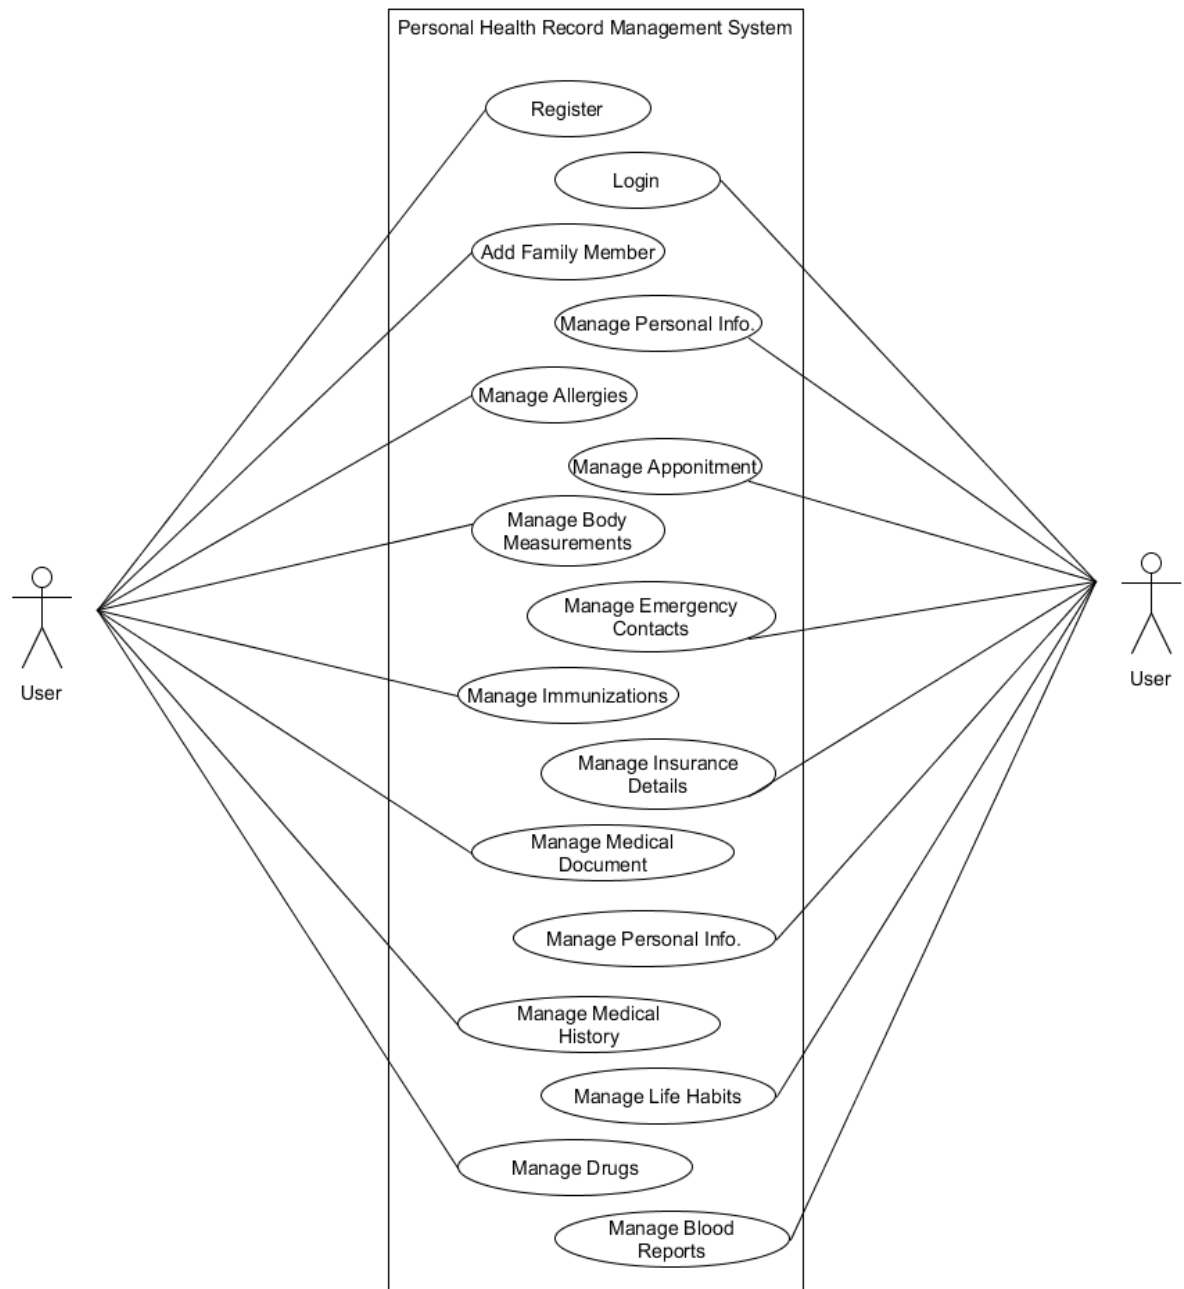 Personal Health Record Management System
Register
Login
Add Family Member
Manage Personal Info.
Manage Allergies
Manage Apponitment
Manage Body
Measurements
Manage Emergency
Contacts
User
User
Manage Immunizations
Manage Insurance
Details
Manage Medical
Document
Manage Personal Info.
Manage Medical
History
Manage Life Habits
Manage Drugs
Manage Blood
Reports